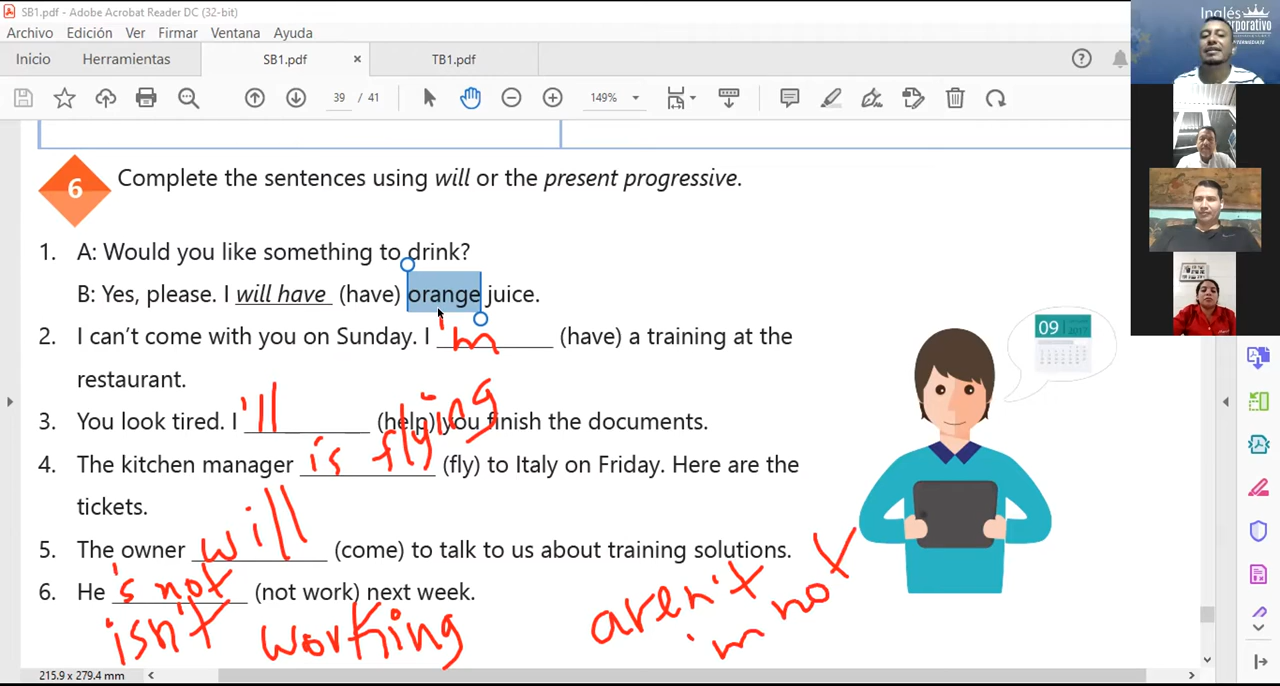 SB1.pdf - Adobe Acrobat Reader DC (32-bit)
Archivo Edición Ver Firmar Ventana Ayuda
Inicio Herramientas SB1.pdf × TB1.pdf
39 / 41 149%
6 Complete the sentences using will or the present progressive.
1. A: Would you like something to drink?
B: Yes, please. I will have (have) orange juice.
2. I can't come with you on Sunday. I 'm (have) a training at the
restaurant.
3. You look tired. I 'll (help) you finish the documents.
4. The kitchen manager is flying (fly) to Italy on Friday. Here are the
tickets.
5. The owner will (come) to talk to us about training solutions.
6. He 's not (not work) next week.
isn't working
aren't
'm not
09
2017
Inglés
INTERMEDIATE
215.9 x 279.4 mm